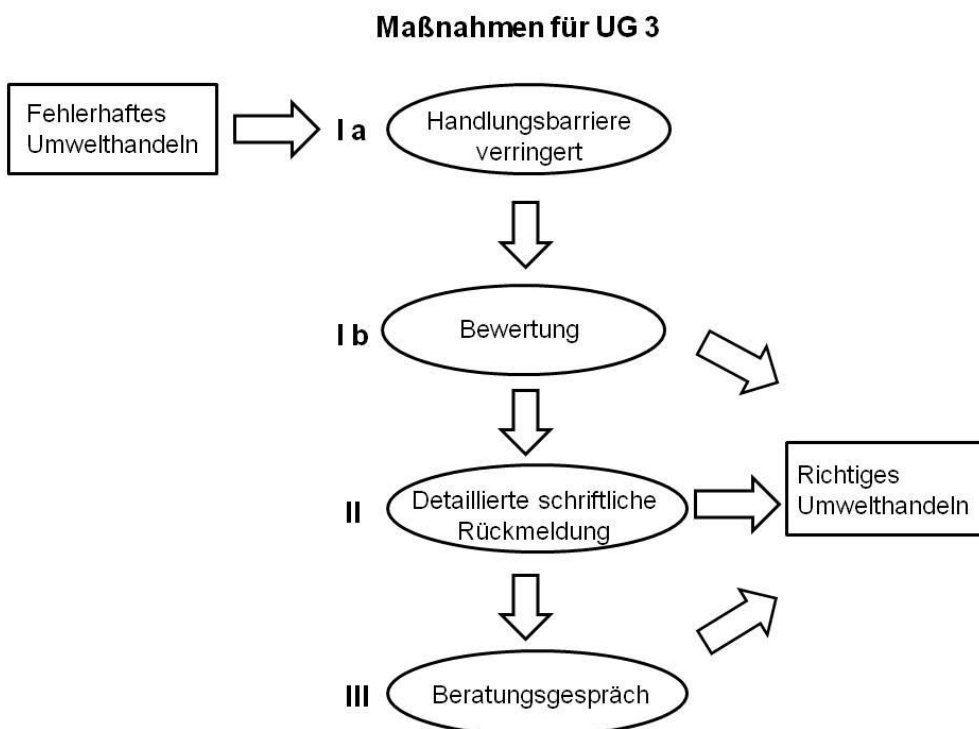 Maßnahmen für UG 3
Fehlerhaftes
Umwelthandeln
I a
Handlungsbarriere
verringert
I b
Bewertung
II
Detaillierte schriftliche
Rückmeldung
Richtiges
Umwelthandeln
III
Beratungsgespräch